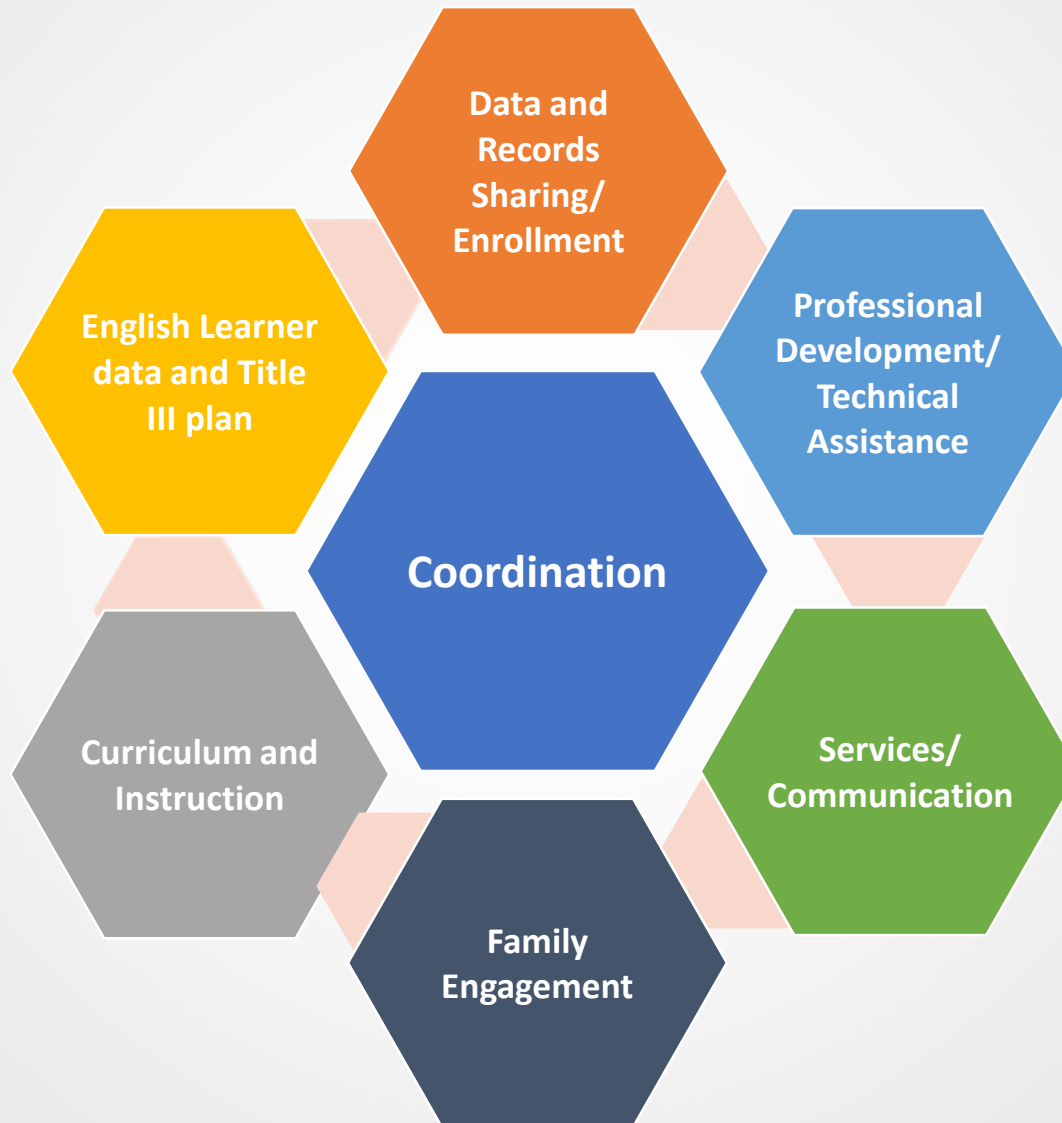 Data and
Records
Sharing/
Enrollment
English Learner
data and Title
III plan
Professional
Development/
Technical
Assistance
Coordination
Curriculum and
Instruction
Services/
Communication
Family
Engagement